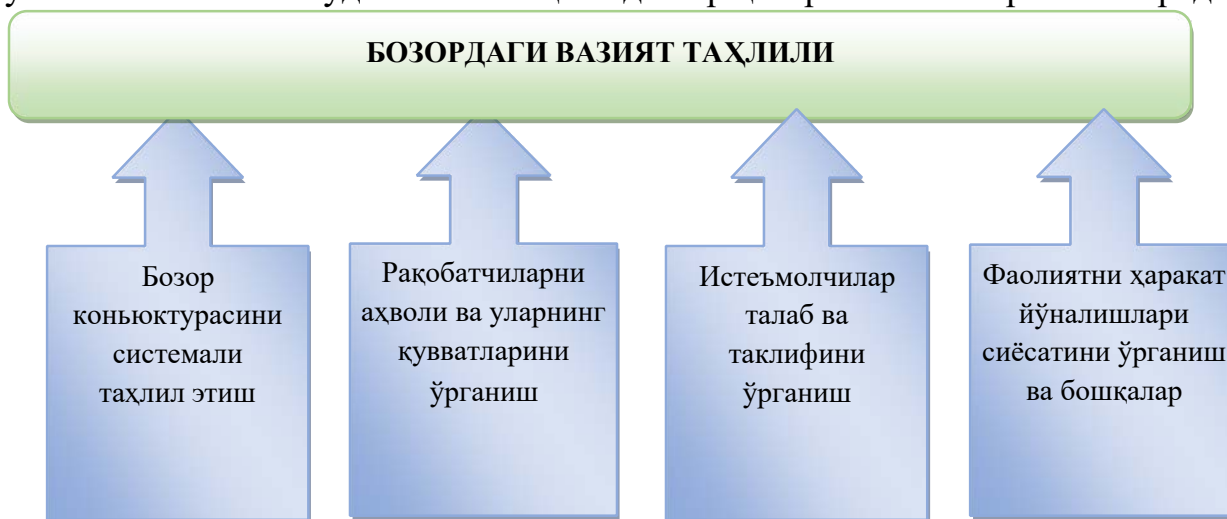 БОЗОРДАГИ ВАЗИЯТ ТАҲЛИЛИ
Бозор
коньюктурасини
системали
таҳлил этиш
Рақобатчиларни
аҳволи ва уларнинг
қувватларини
ўрганиш
Истеъмолчилар
талаб ва
таклифини
ўрганиш
Фаолиятни ҳаракат
йўналишлари
сиёсатини ўрганиш
ва бошқалар